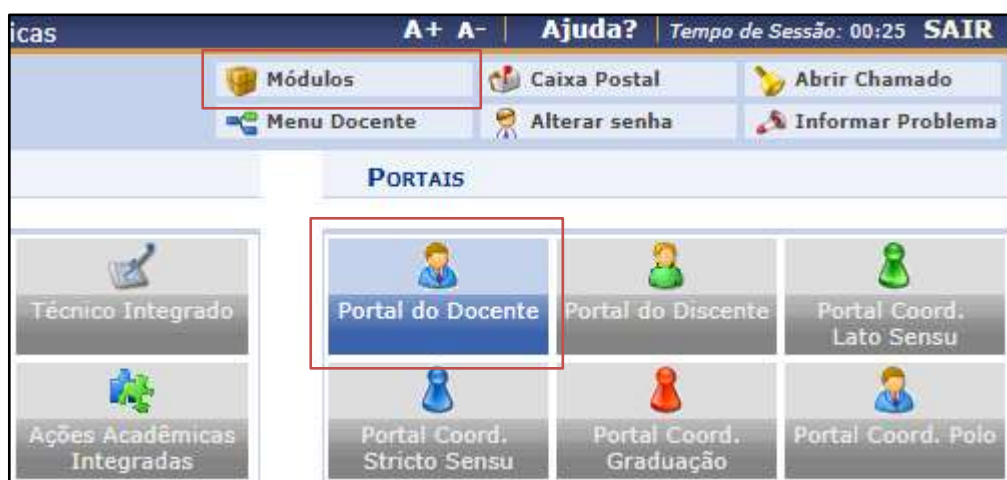 icas A+ A- | Ajuda? | Tempo de Sessão: 00:25 SAIR
Módulos Caixa Postal Abrir Chamado
Menu Docente Alterar senha Informar Problema
PORTAIS
Técnico Integrado
Portal do Docente
Portal do Discente
Portal Coord.
Lato Sensu
Ações Acadêmicas
Integradas
Portal Coord.
Stricto Sensu
Portal Coord.
Graduação
Portal Coord. Polo